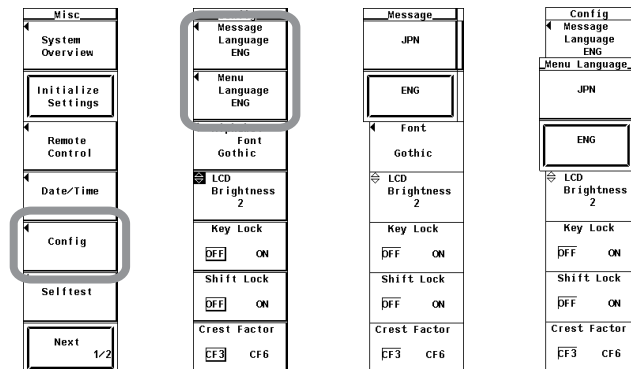 Misc
System
Overview
Initialize
Settings
Remote
Control
Date/Time
Config
Selftest
Next
1/2
Message
Language
ENG
Menu
Language
ENG
Font
Gothic
LCD
Brightness
2
Key Lock
OFF ON
Shift Lock
OFF ON
Crest Factor
CF3 CF6
Message
JPN
ENG
Font
Gothic
LCD
Brightness
2
Key Lock
OFF ON
Shift Lock
OFF ON
Crest Factor
CF3 CF6
Config
Message
Language
ENG
Menu Language
JPN
ENG
LCD
Brightness
2
Key Lock
OFF ON
Shift Lock
OFF ON
Crest Factor
CF3 CF6